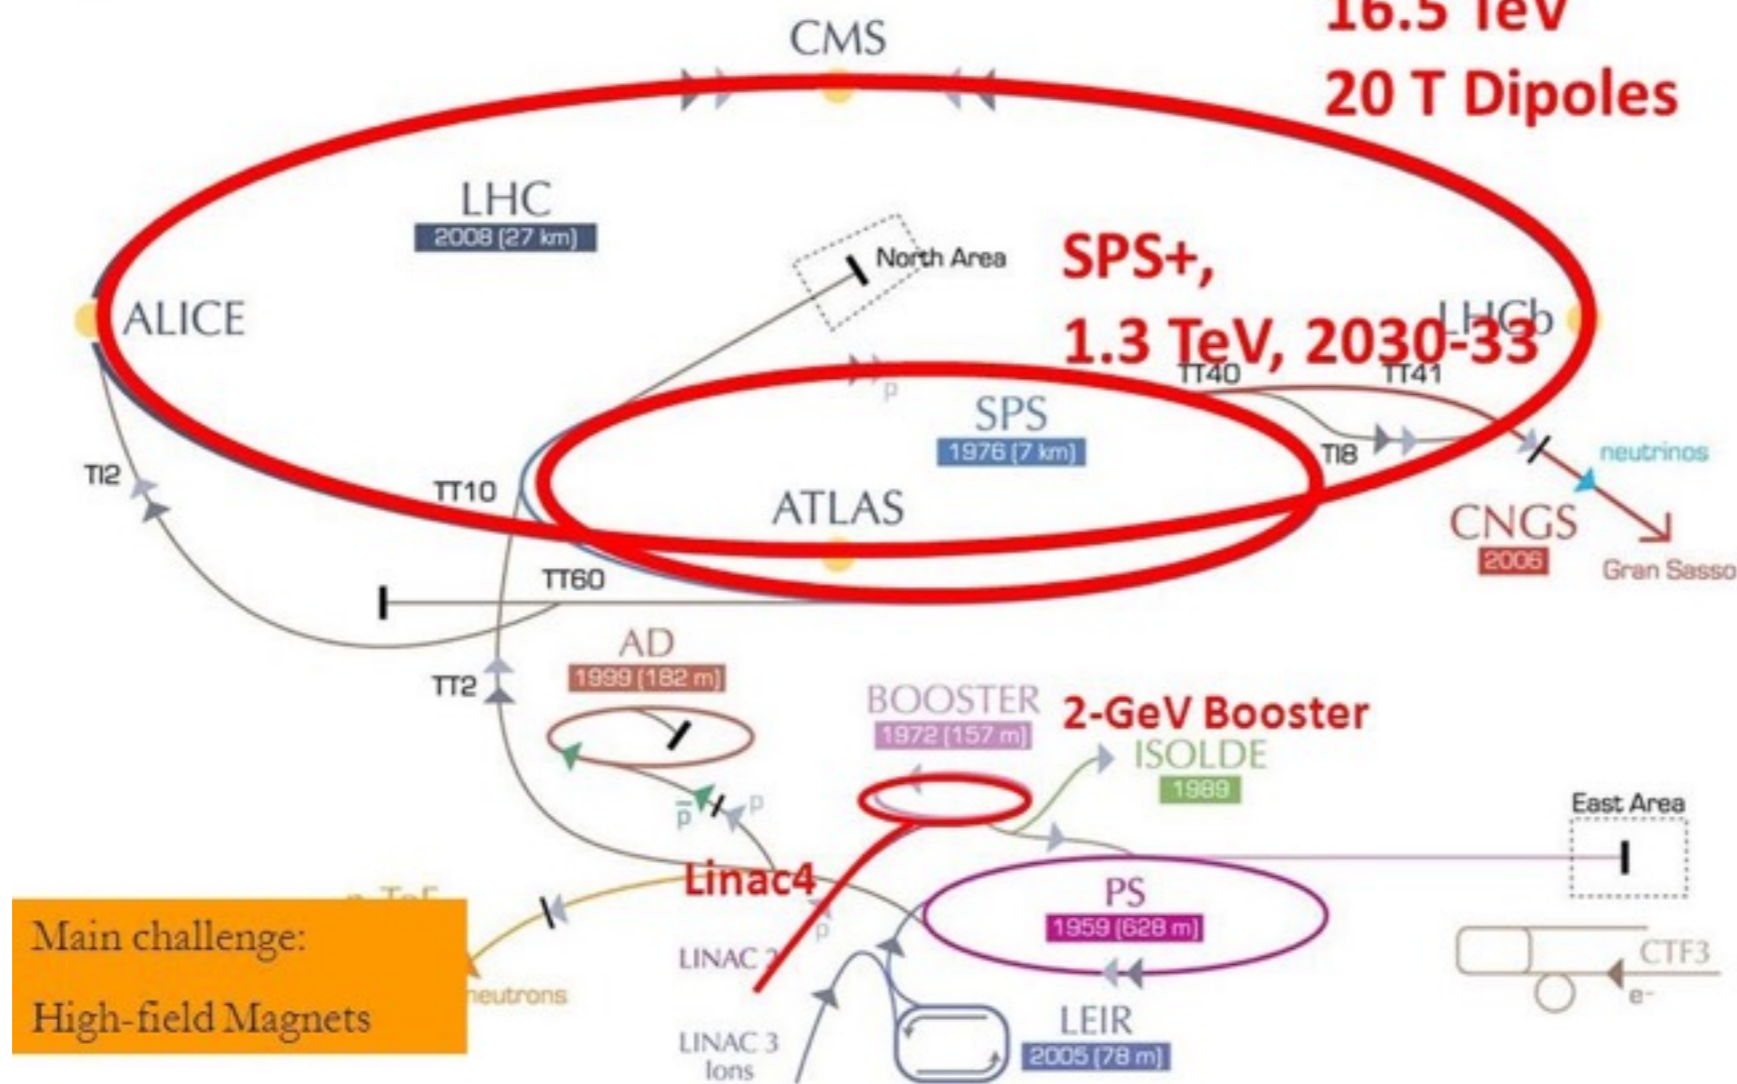 16.5 TeV
20 T Dipoles
CMS
LHC
2008 (27 km)
North Area
SPS+,
1.3 TeV, 2030-33
ALICE
LHCb
TT40
TT41
p
SPS
1976 (7 km)
TI8
neutrinos
TI2
TT10
ATLAS
CNGS
2006
Gran Sasso
TT60
AD
1999 (182 m)
TT2
BOOSTER
1972 (157 m)
2-GeV Booster
ISOLDE
1989
p̅
p
East Area
Linac4
PS
1959 (628 m)
p
Main challenge:
High-field Magnets
neutrons
LINAC 2
CTF3
e-
LEIR
2005 (78 m)
LINAC 3
Ions